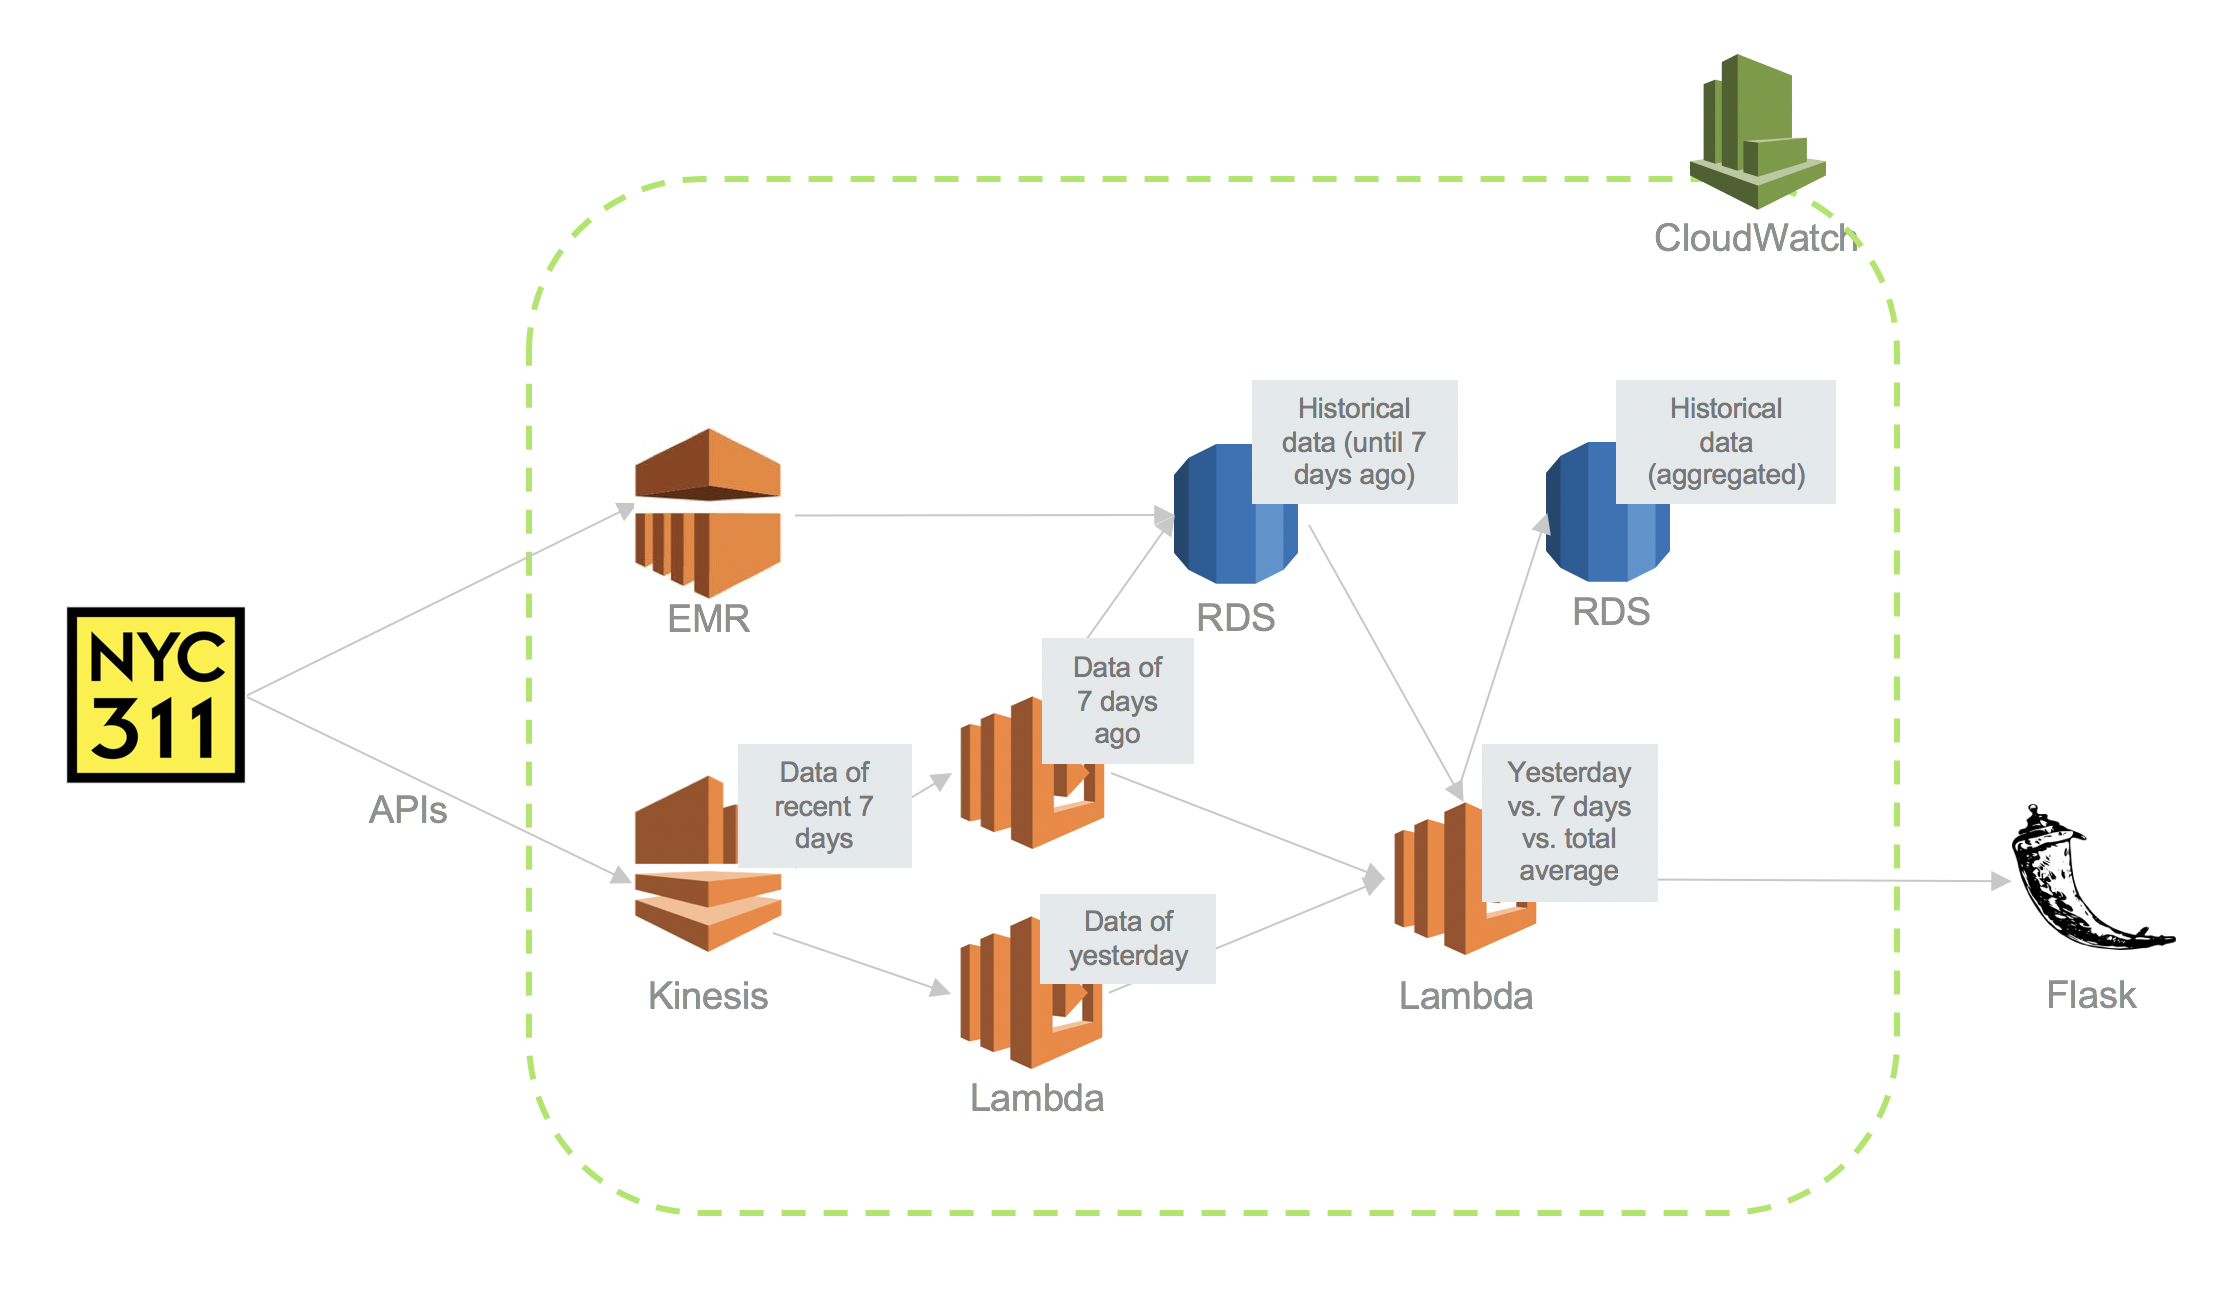 CloudWatch
Historical
data (until 7
days ago)
Historical
data
(aggregated)
EMR
RDS
RDS
NYC
311
APIs
Data of
7 days
ago
Data of
recent 7
days
Yesterday
vs. 7 days
vs. total
average
Data of
yesterday
Kinesis
Lambda
Lambda
Flask